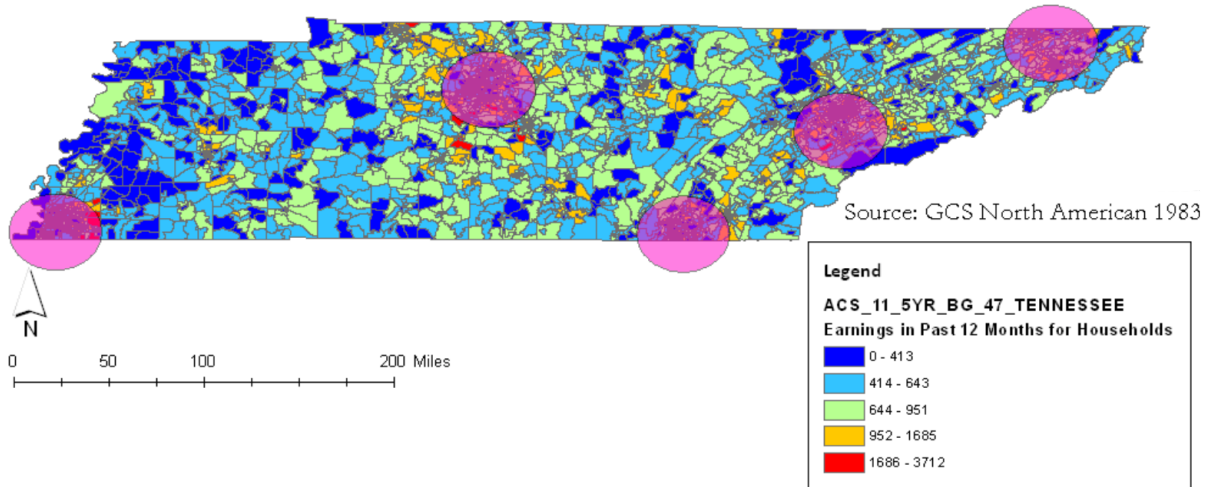 Source: GCS North American 1983
N
0 50 100 200 Miles
Legend
ACS_11_5YR_BG_47_TENNESSEE
Earnings in Past 12 Months for Households
0 - 413
414 - 643
644 - 951
952 - 1685
1686 - 3712